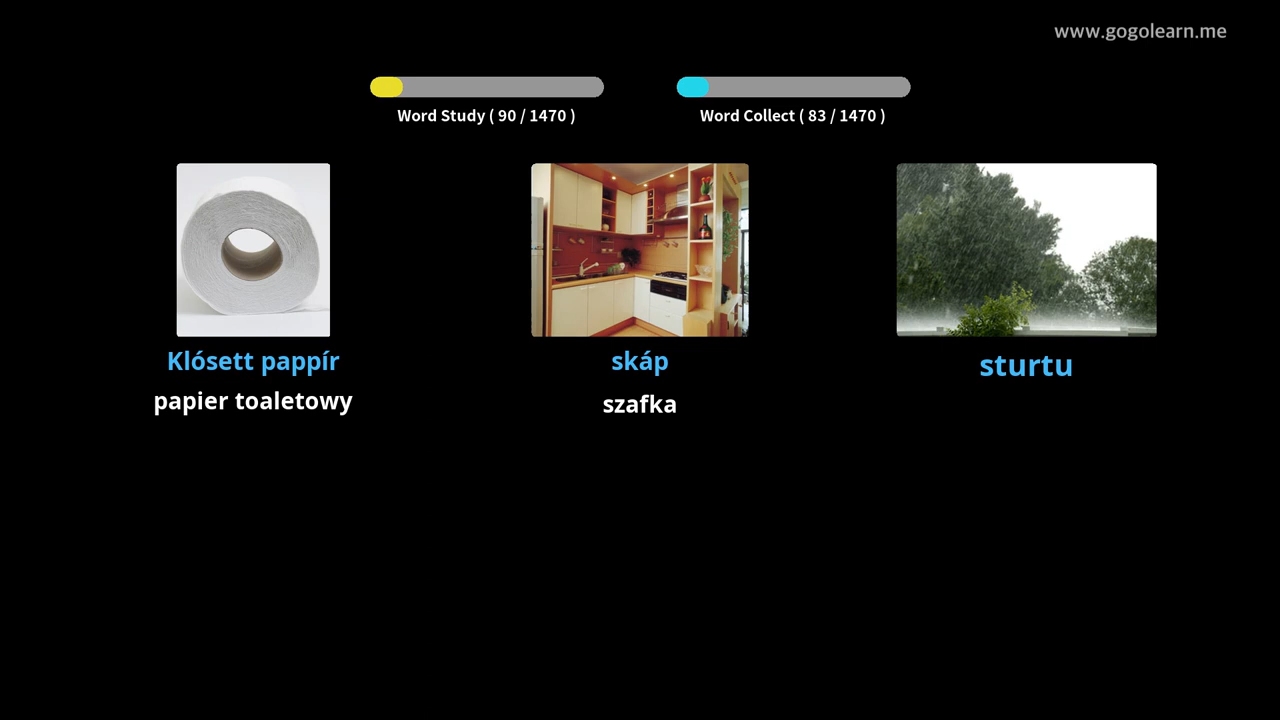 www.gogolearn.me
Word Study ( 90 / 1470 )
Word Collect ( 83 / 1470 )
Klósett pappír
papier toaletowy
skáp
szafka
sturtu